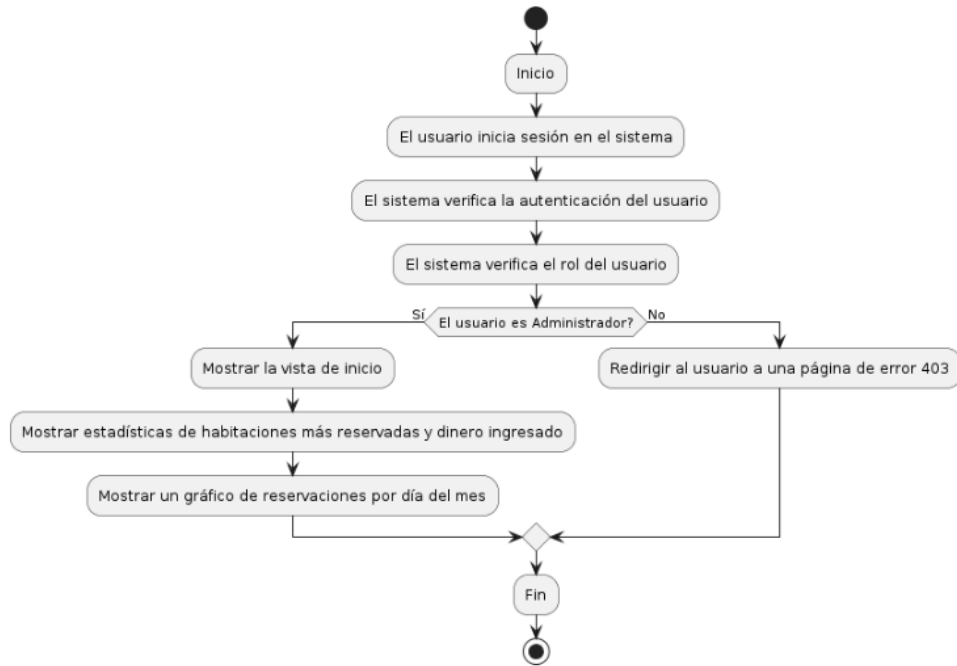 Inicio
El usuario inicia sesión en el sistema
El sistema verifica la autenticación del usuario
El sistema verifica el rol del usuario
Sí
El usuario es Administrador?
No
Mostrar la vista de inicio
Redirigir al usuario a una página de error 403
Mostrar estadísticas de habitaciones más reservadas y dinero ingresado
Mostrar un gráfico de reservaciones por día del mes
Fin